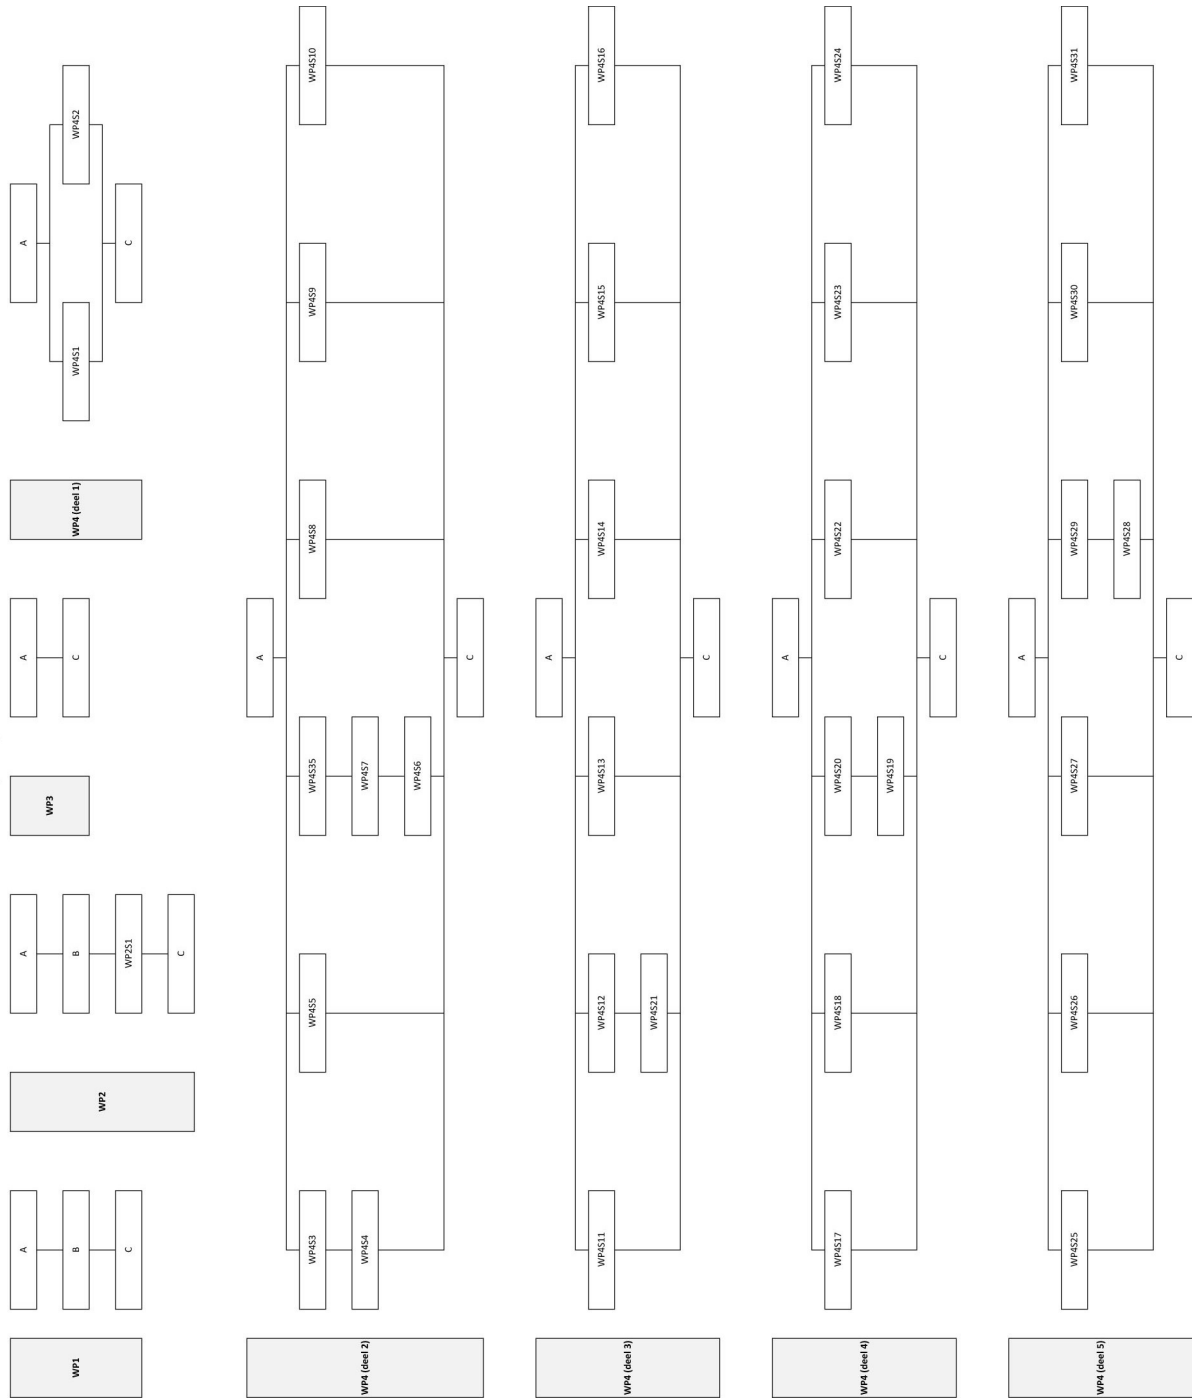 WP1
A
B
C
WP2
A
B
WP2S1
C
WP3
A
C
WP4 (deel 1)
A
WP4S1
WP4S2
C
WP4 (deel 2)
A
WP4S3
WP4S5
WP4S35
WP4S8
WP4S9
WP4S10
WP4S4
WP4S7
WP4S6
C
WP4 (deel 3)
A
WP4S11
WP4S12
WP4S13
WP4S14
WP4S15
WP4S16
WP4S21
C
WP4 (deel 4)
A
WP4S17
WP4S18
WP4S20
WP4S22
WP4S23
WP4S24
WP4S19
C
WP4 (deel 5)
A
WP4S25
WP4S26
WP4S27
WP4S29
WP4S30
WP4S31
WP4S28
C